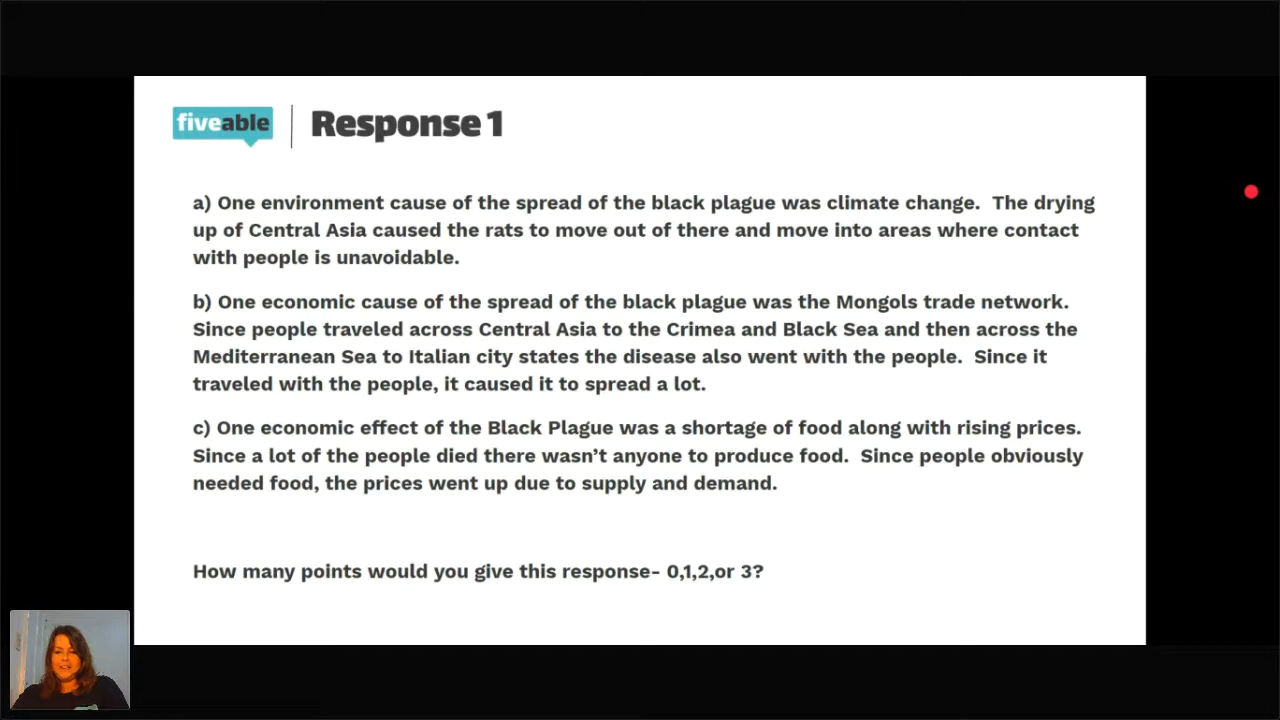 fiveable
Response 1
a) One environment cause of the spread of the black plague was climate change.  The drying
up of Central Asia caused the rats to move out of there and move into areas where contact
with people is unavoidable.
b) One economic cause of the spread of the black plague was the Mongols trade network.
Since people traveled across Central Asia to the Crimea and Black Sea and then across the
Mediterranean Sea to Italian city states the disease also went with the people.  Since it
traveled with the people, it caused it to spread a lot.
c) One economic effect of the Black Plague was a shortage of food along with rising prices.
Since a lot of the people died there wasn’t anyone to produce food.  Since people obviously
needed food, the prices went up due to supply and demand.
How many points would you give this response- 0,1,2,or 3?